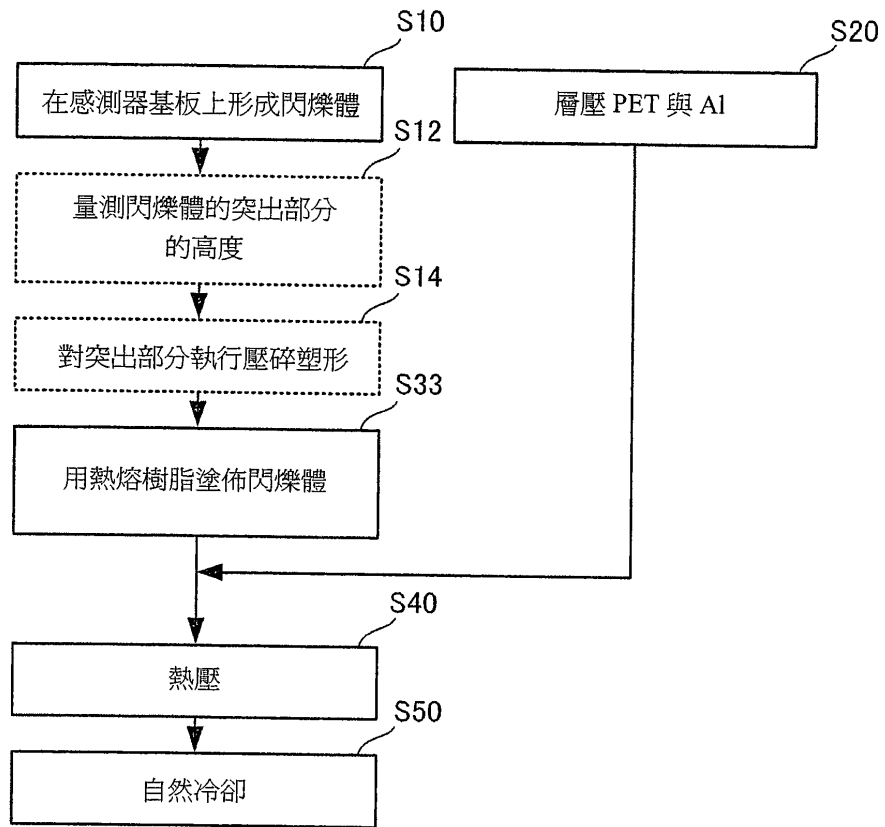 S10
在感測器基板上形成閃爍體
S20
層壓 PET 與 Al
S12
量測閃爍體的突出部分
的高度
S14
對突出部分執行壓碎塑形
S33
用熱熔樹脂塗佈閃爍體
S40
熱壓
S50
自然冷卻